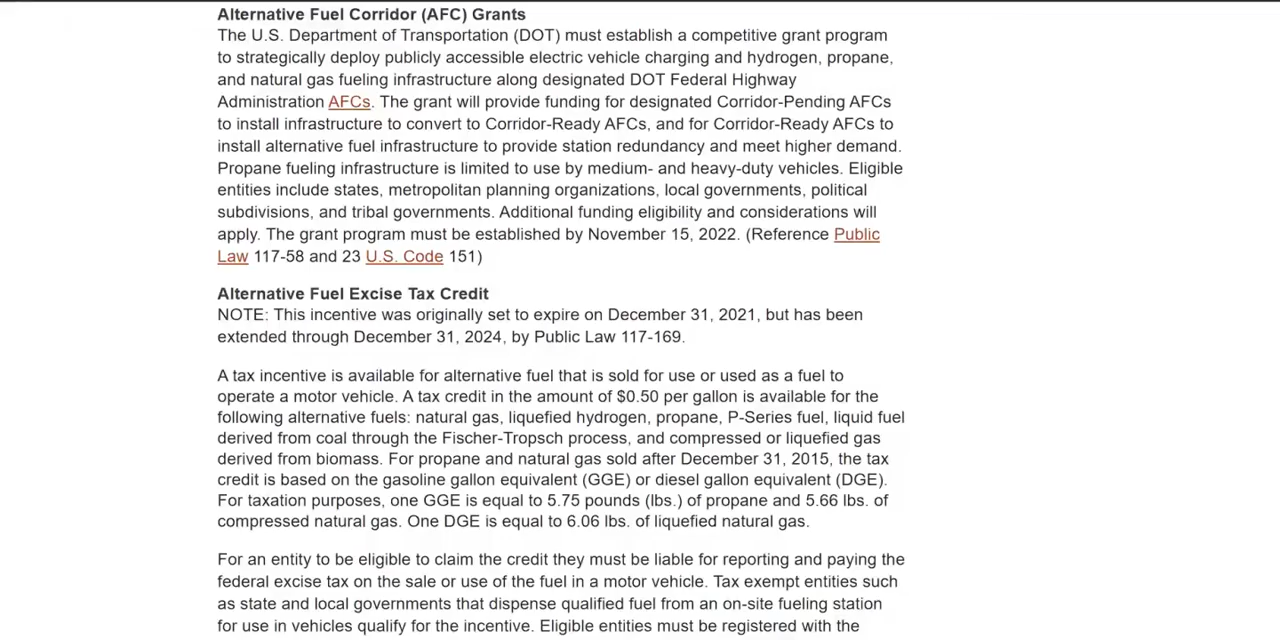 Alternative Fuel Corridor (AFC) Grants
The U.S. Department of Transportation (DOT) must establish a competitive grant program
to strategically deploy publicly accessible electric vehicle charging and hydrogen, propane,
and natural gas fueling infrastructure along designated DOT Federal Highway
Administration AFCs. The grant will provide funding for designated Corridor-Pending AFCs
to install infrastructure to convert to Corridor-Ready AFCs, and for Corridor-Ready AFCs to
install alternative fuel infrastructure to provide station redundancy and meet higher demand.
Propane fueling infrastructure is limited to use by medium- and heavy-duty vehicles. Eligible
entities include states, metropolitan planning organizations, local governments, political
subdivisions, and tribal governments. Additional funding eligibility and considerations will
apply. The grant program must be established by November 15, 2022. (Reference Public
Law 117-58 and 23 U.S. Code 151)
Alternative Fuel Excise Tax Credit
NOTE: This incentive was originally set to expire on December 31, 2021, but has been
extended through December 31, 2024, by Public Law 117-169.
A tax incentive is available for alternative fuel that is sold for use or used as a fuel to
operate a motor vehicle. A tax credit in the amount of $0.50 per gallon is available for the
following alternative fuels: natural gas, liquefied hydrogen, propane, P-Series fuel, liquid fuel
derived from coal through the Fischer-Tropsch process, and compressed or liquefied gas
derived from biomass. For propane and natural gas sold after December 31, 2015, the tax
credit is based on the gasoline gallon equivalent (GGE) or diesel gallon equivalent (DGE).
For taxation purposes, one GGE is equal to 5.75 pounds (lbs.) of propane and 5.66 lbs. of
compressed natural gas. One DGE is equal to 6.06 lbs. of liquefied natural gas.
For an entity to be eligible to claim the credit they must be liable for reporting and paying the
federal excise tax on the sale or use of the fuel in a motor vehicle. Tax exempt entities such
as state and local governments that dispense qualified fuel from an on-site fueling station
for use in vehicles qualify for the incentive. Eligible entities must be registered with the